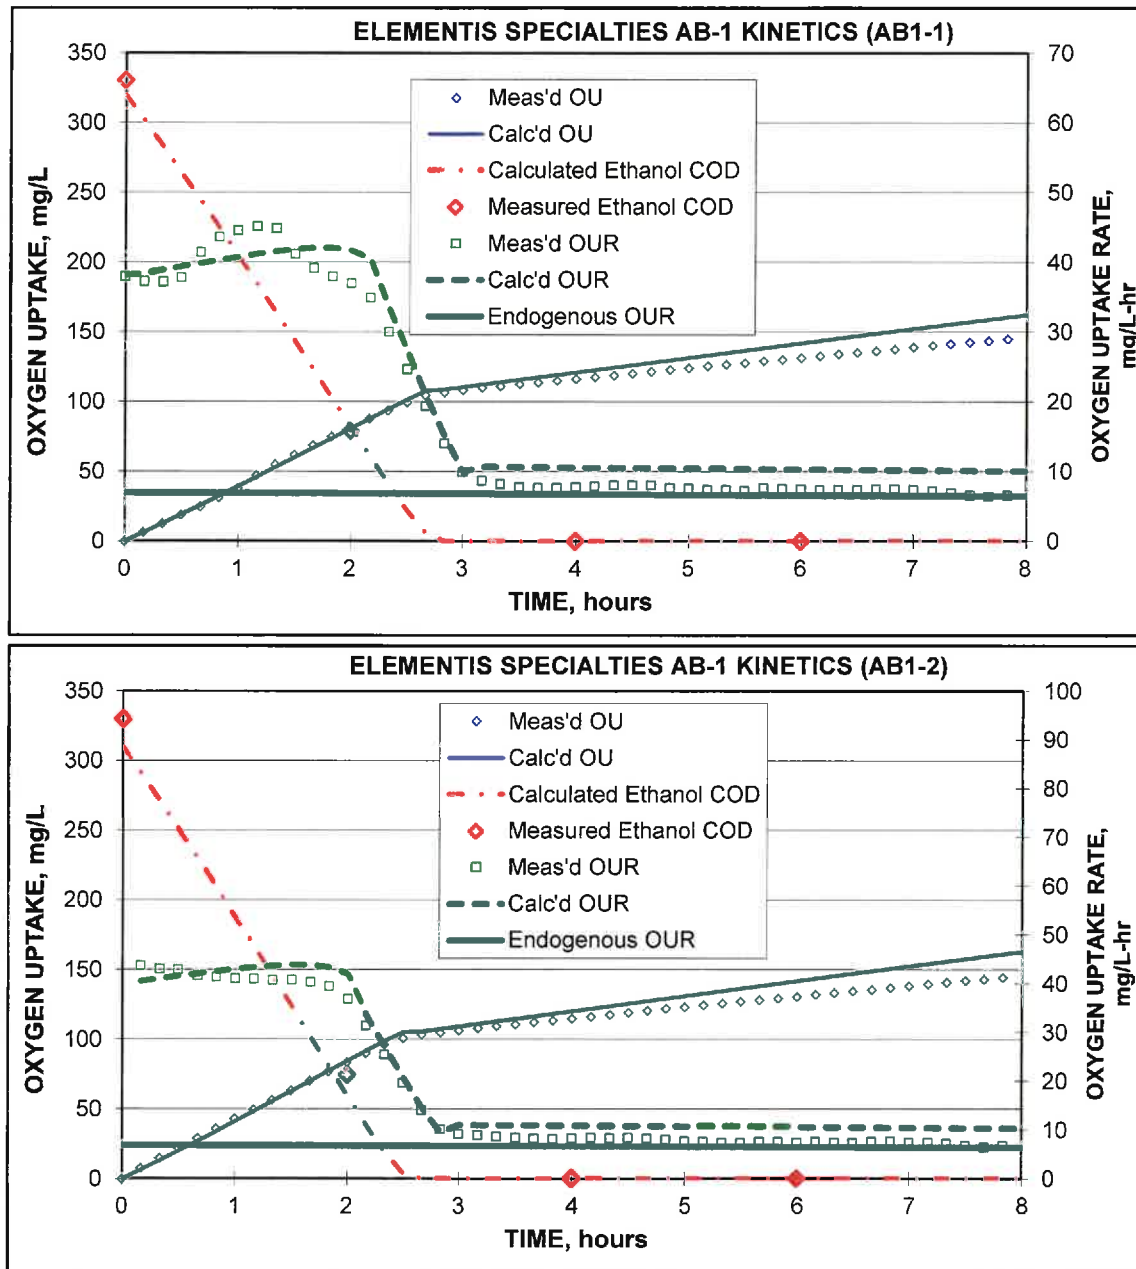 ELEMENTIS SPECIALTIES AB-1 KINETICS (AB1-1)
OXYGEN UPTAKE, mg/L
350
300
250
200
150
100
50
0
Meas'd OU
Calc'd OU
Calculated Ethanol COD
Measured Ethanol COD
Meas'd OUR
Calc'd OUR
Endogenous OUR
70
60
50
40
30
20
10
0
OXYGEN UPTAKE RATE,
mg/L-hr
0 1 2 3 4 5 6 7 8
TIME, hours
ELEMENTIS SPECIALTIES AB-1 KINETICS (AB1-2)
OXYGEN UPTAKE, mg/L
350
300
250
200
150
100
50
0
Meas'd OU
Calc'd OU
Calculated Ethanol COD
Measured Ethanol COD
Meas'd OUR
Calc'd OUR
Endogenous OUR
100
90
80
70
60
50
40
30
20
10
0
OXYGEN UPTAKE RATE,
mg/L-hr
0 1 2 3 4 5 6 7 8
TIME, hours